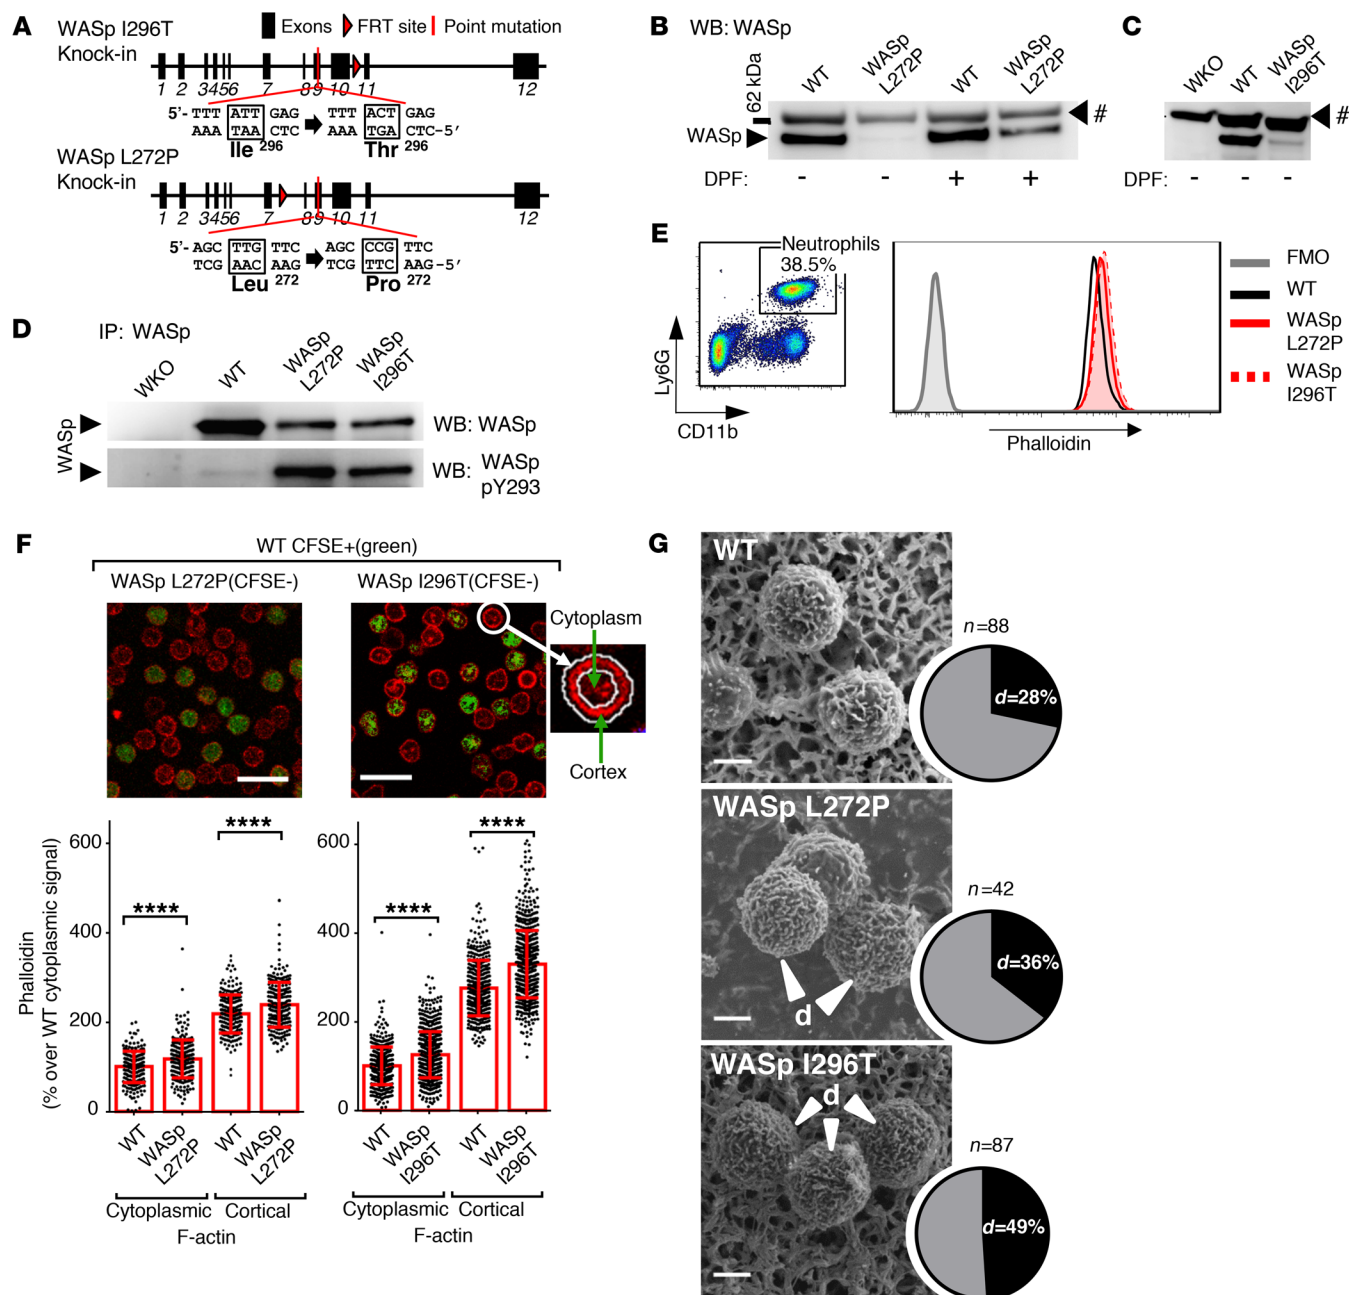 A
WASp I296T
Knock-in
Exons
FRT site
Point mutation
1 2 3456 7 8 9 10 11 12
5'- TTT ATT GAG TTT ACT GAG
AAA TAA CTC AAA TGA CTC-5'
Ile 296 Thr 296
WASp L272P
Knock-in
1 2 3456 7 8 9 10 11 12
5'- AGC TTG TTC AGC CCG TTC
TCG AAC AAG TCG TTC AAG-5'
Leu 272 Pro 272
B
WB: WASp
62 kDa
WT
WASp L272P
WT
WASp L272P
#
WASp
DPF: - - + +
C
WKO
WT
WASp I296T
#
DPF: - - -
D
IP: WASp
WKO
WT
WASp L272P
WASp I296T
WASp
WB: WASp
WB: WASp pY293
E
Neutrophils
38.5%
Ly6G
CD11b
Phalloidin
FMO
WT
WASp
L272P
WASp
I296T
F
WT CFSE+(green)
WASp L272P(CFSE-)
WASp I296T(CFSE-)
Cytoplasm
Cortex
Phalloidin
(% over WT cytoplasmic signal)
600
400
200
0
****
****
WT
WASp L272P
WT
WASp L272P
Cytoplasmic
Cortical
F-actin
600
400
200
0
****
****
WT
WASp I296T
WT
WASp I296T
Cytoplasmic
Cortical
F-actin
G
WT
n=88
d=28%
WASp L272P
d
n=42
d=36%
WASp I296T
d
n=87
d=49%